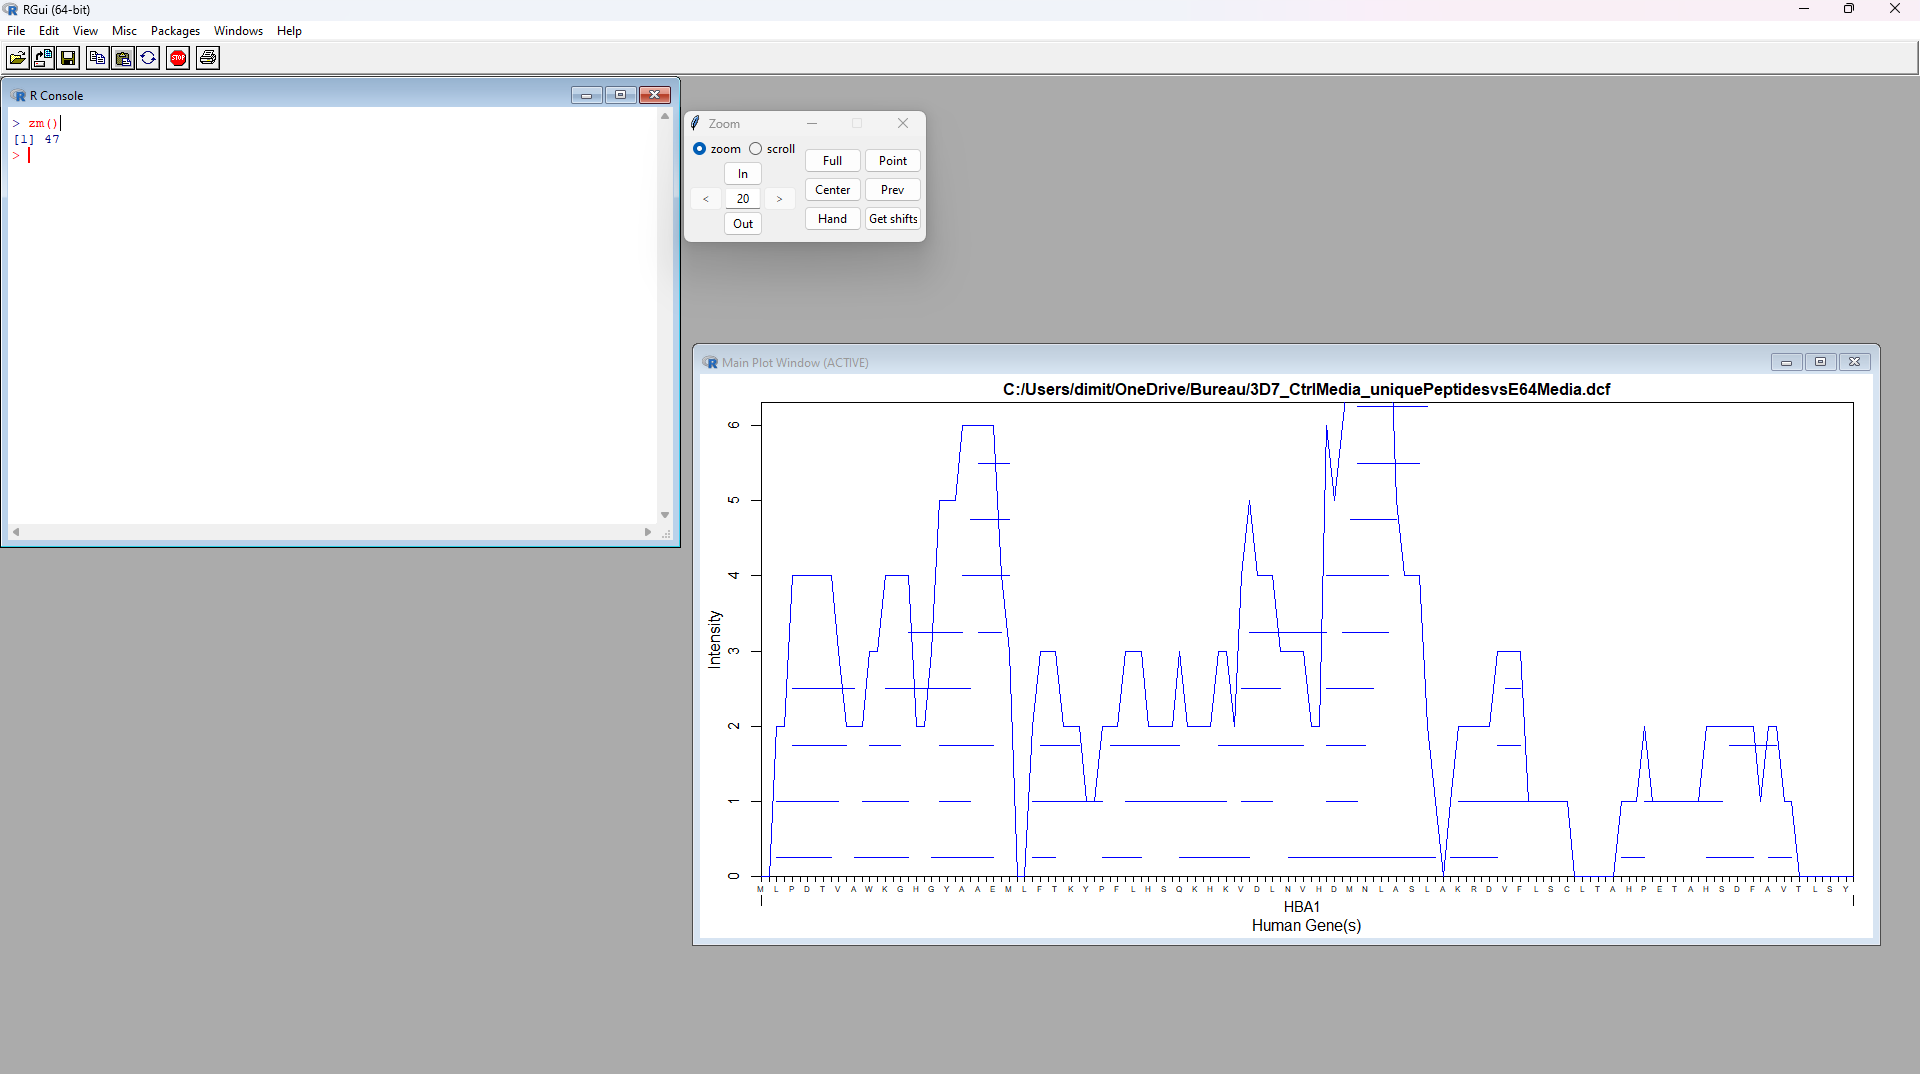 RGui (64-bit)
File Edit View Misc Packages Windows Help
STOP
R Console
> zm()
[1] 47
>
Zoom
zoom scroll
In
< 20 >
Out
Full Point
Center Prev
Hand Get shifts
Main Plot Window (ACTIVE)
C:/Users/dimit/OneDrive/Bureau/3D7_CtrlMedia_uniquePeptidesvsE64Media.dcf
6
5
4
3
2
1
0
Intensity
M L P D T V A W K G H G Y A A E M L F T K Y P F L H S Q K H K V D L N V H D M N L A S L A K R D V F L S C L T A H P E T A H S D F A V T L S Y
HBA1
Human Gene(s)